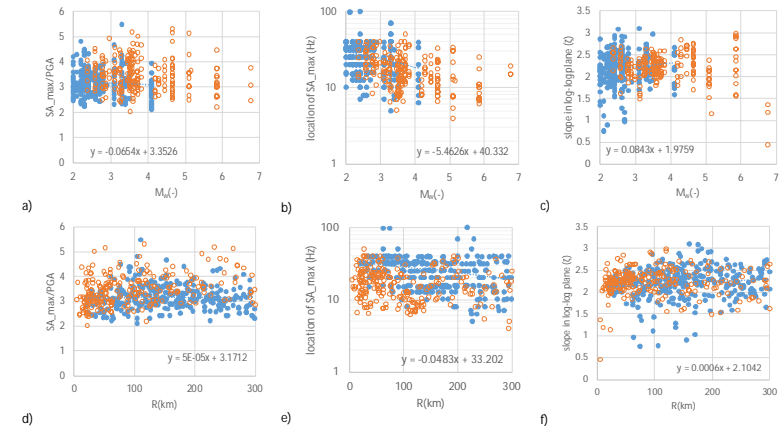 6
5
4
3
2
1
0
SA_max/PGA
y = -0.0654x + 3.3526
2 3 4 5 6 7
Mw(-)
a)
100
10
1
location of SA_max (Hz)
y = -5.4626x + 40.332
2 3 4 5 6 7
Mw(-)
b)
3.5
3
2.5
2
1.5
1
0.5
0
slope in log-log plane (ζ)
y = 0.0843x + 1.9759
2 3 4 5 6 7
Mw(-)
c)
6
5
4
3
2
1
0
SA_max/PGA
y = 5E-05x + 3.1712
0 100 200 300
R(km)
d)
100
10
1
location of SA_max (Hz)
y = -0.0483x + 33.202
0 100 200 300
R(km)
e)
3.5
3
2.5
2
1.5
1
0.5
0
slope in log-log plane (ζ)
y = 0.0006x + 2.1042
0 100 200 300
R(km)
f)